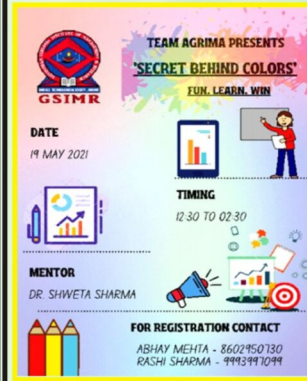 TEAM AGRIMA PRESENTS
"SECRET BEHIND COLORS"
FUN. LEARN. WIN
GSIMR
DATE
19 MAY 2021
TIMING
12:30 TO 02:30
MENTOR
DR. SHWETA SHARMA
FOR REGISTRATION CONTACT
ABHAY MEHTA - 8602950730
RASHI SHARMA - 9993997099